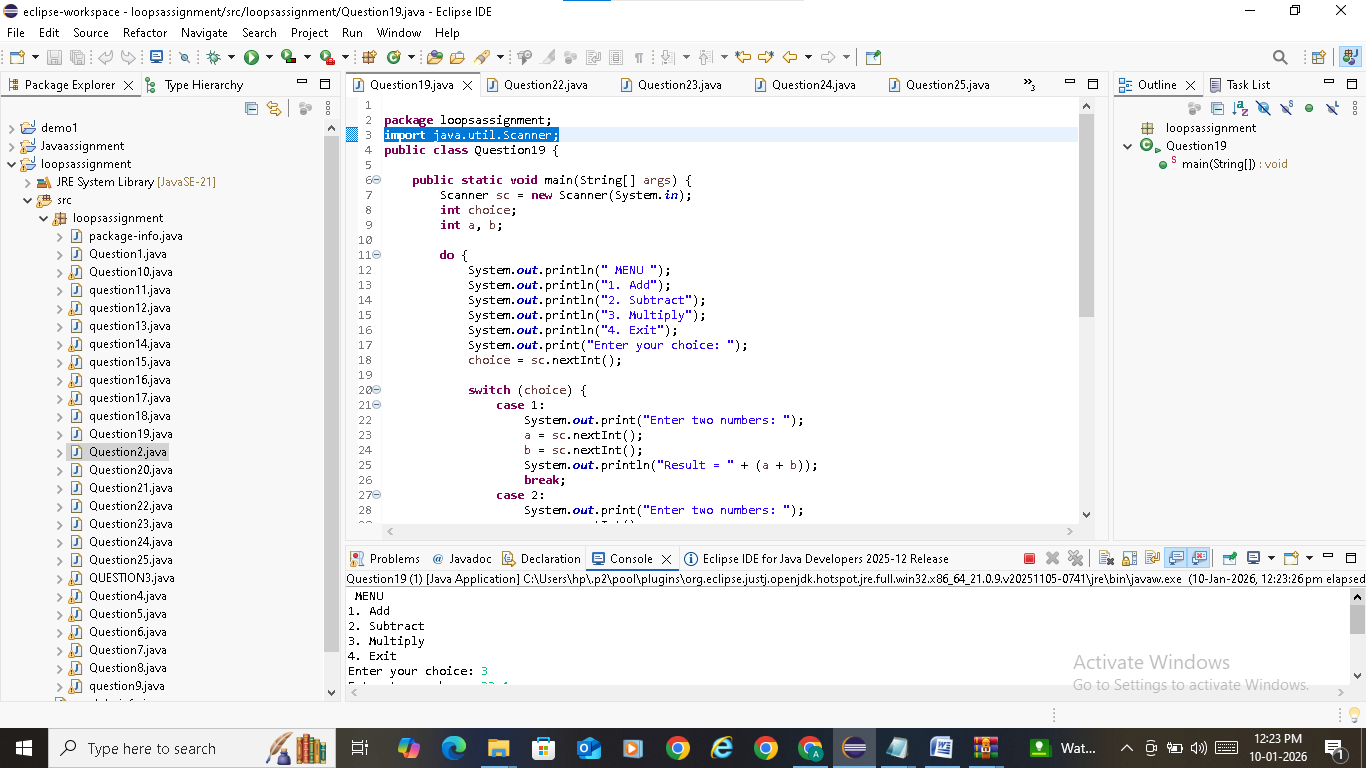 eclipse-workspace - loopsassignment/src/loopsassignment/Question19.java - Eclipse IDE
File Edit Source Refactor Navigate Search Project Run Window Help
Package Explorer Type Hierarchy
demo1
Javaassignment
loopsassignment
JRE System Library [JavaSE-21]
src
loopsassignment
package-info.java
Question1.java
Question10.java
question11.java
question12.java
question13.java
question14.java
question15.java
question16.java
question17.java
question18.java
Question19.java
Question2.java
Question20.java
Question21.java
Question22.java
Question23.java
Question24.java
Question25.java
QUESTION3.java
Question4.java
Question5.java
Question6.java
Question7.java
Question8.java
question9.java
Question19.java Question22.java Question23.java Question24.java Question25.java 3
1
2 package loopsassignment;
3 import java.util.Scanner;
4 public class Question19 {
5
6 public static void main(String[] args) {
7 Scanner sc = new Scanner(System.in);
8 int choice;
9 int a, b;
10
11 do {
12 System.out.println(" MENU ");
13 System.out.println("1. Add");
14 System.out.println("2. Subtract");
15 System.out.println("3. Multiply");
16 System.out.println("4. Exit");
17 System.out.print("Enter your choice: ");
18 choice = sc.nextInt();
19
20 switch (choice) {
21 case 1:
22 System.out.print("Enter two numbers: ");
23 a = sc.nextInt();
24 b = sc.nextInt();
25 System.out.println("Result = " + (a + b));
26 break;
27 case 2:
28 System.out.print("Enter two numbers: ");
Outline Task List
loopsassignment
Question19
main(String[]) : void
Problems Javadoc Declaration Console Eclipse IDE for Java Developers 2025-12 Release
Question19 (1) [Java Application] C:\Users\hp\.p2\pool\plugins\org.eclipse.justj.openjdk.hotspot.jre.full.win32.x86_64_21.0.9.v20251105-0741\jre\bin\javaw.exe (10-Jan-2026, 12:23:26 pm elapsed
MENU
1. Add
2. Subtract
3. Multiply
4. Exit
Enter your choice: 3
Activate Windows
Go to Settings to activate Windows.
Type here to search
Wat...
12:23 PM
10-01-2026
1